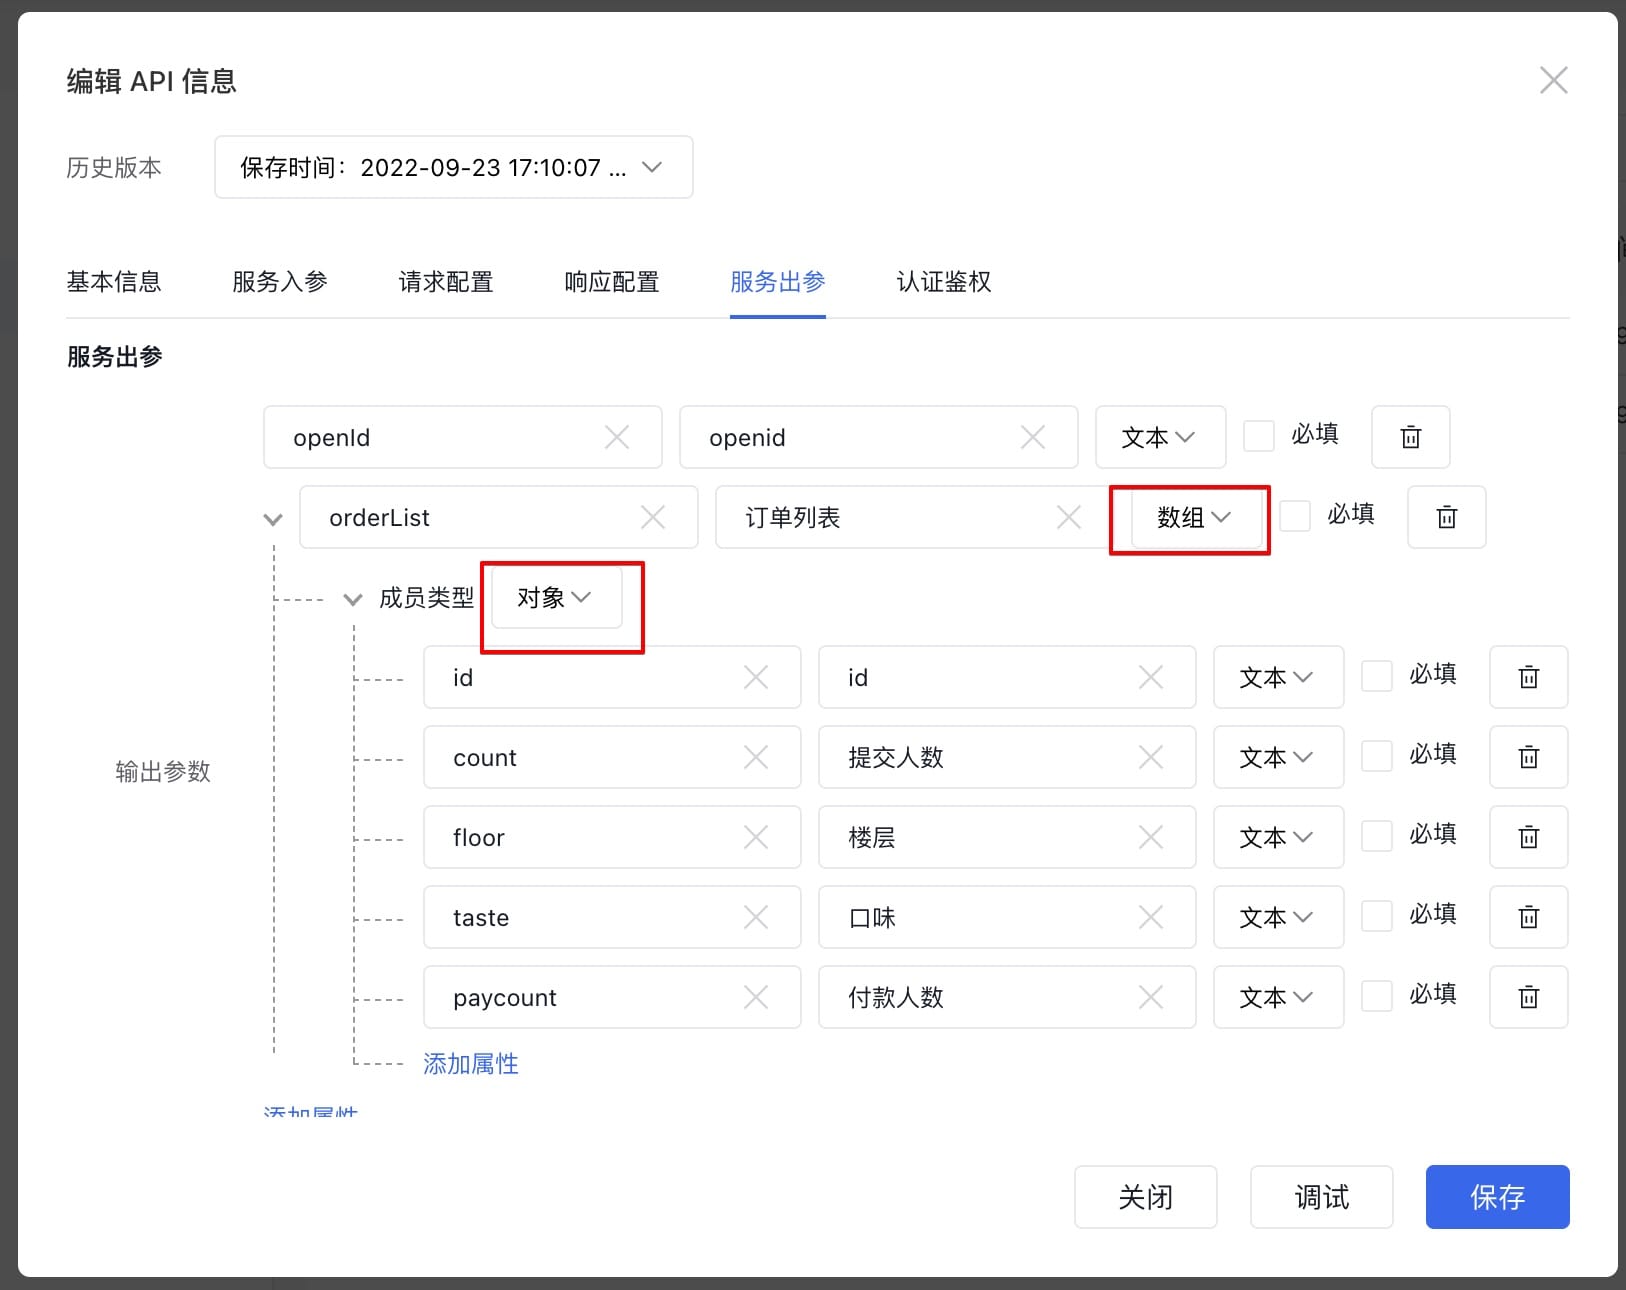 编辑 API 信息
历史版本 保存时间：2022-09-23 17:10:07 ...
基本信息 服务入参 请求配置 响应配置 服务出参 认证鉴权
服务出参
openId openid 文本 必填
orderList 订单列表 数组 必填
成员类型 对象
id id 文本 必填
输出参数
count 提交人数 文本 必填
floor 楼层 文本 必填
taste 口味 文本 必填
paycount 付款人数 文本 必填
添加属性
添加属性
关闭 调试 保存